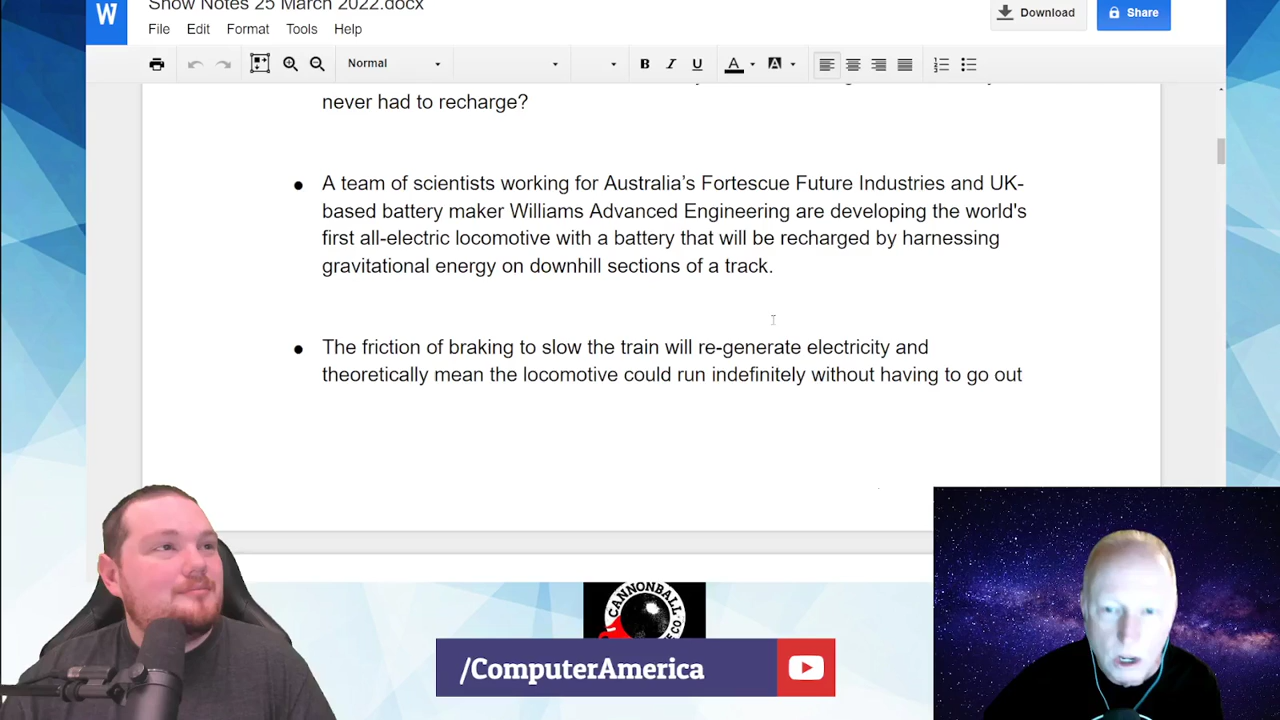 Show Notes 25 March 2022.docx
W
File Edit Format Tools Help
Download
Share
Normal
B I U A A
never had to recharge?
● A team of scientists working for Australia’s Fortescue Future Industries and UK-
based battery maker Williams Advanced Engineering are developing the world's
first all-electric locomotive with a battery that will be recharged by harnessing
gravitational energy on downhill sections of a track.
● The friction of braking to slow the train will re-generate electricity and
theoretically mean the locomotive could run indefinitely without having to go out
CANNONBALL
CO.
/ComputerAmerica